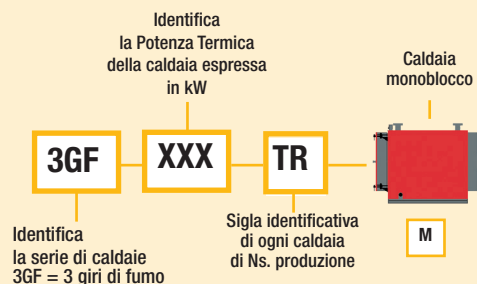 Identifica
la Potenza Termica
della caldaia espressa
in kW
Caldaia
monoblocco
3GF
XXX
TR
M
Identifica
la serie di caldaie
3GF = 3 giri di fumo
Sigla identificativa
di ogni caldaia
di Ns. produzione